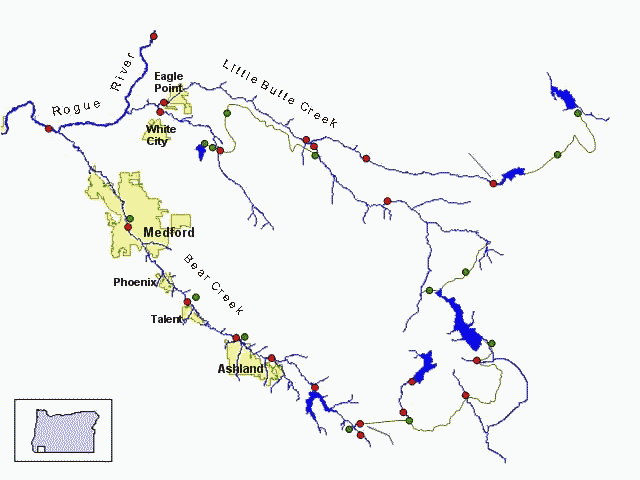 Rogue River
Eagle
Point
Little Butte Creek
White
City
Medford
Bear Creek
Phoenix
Talent
Ashland